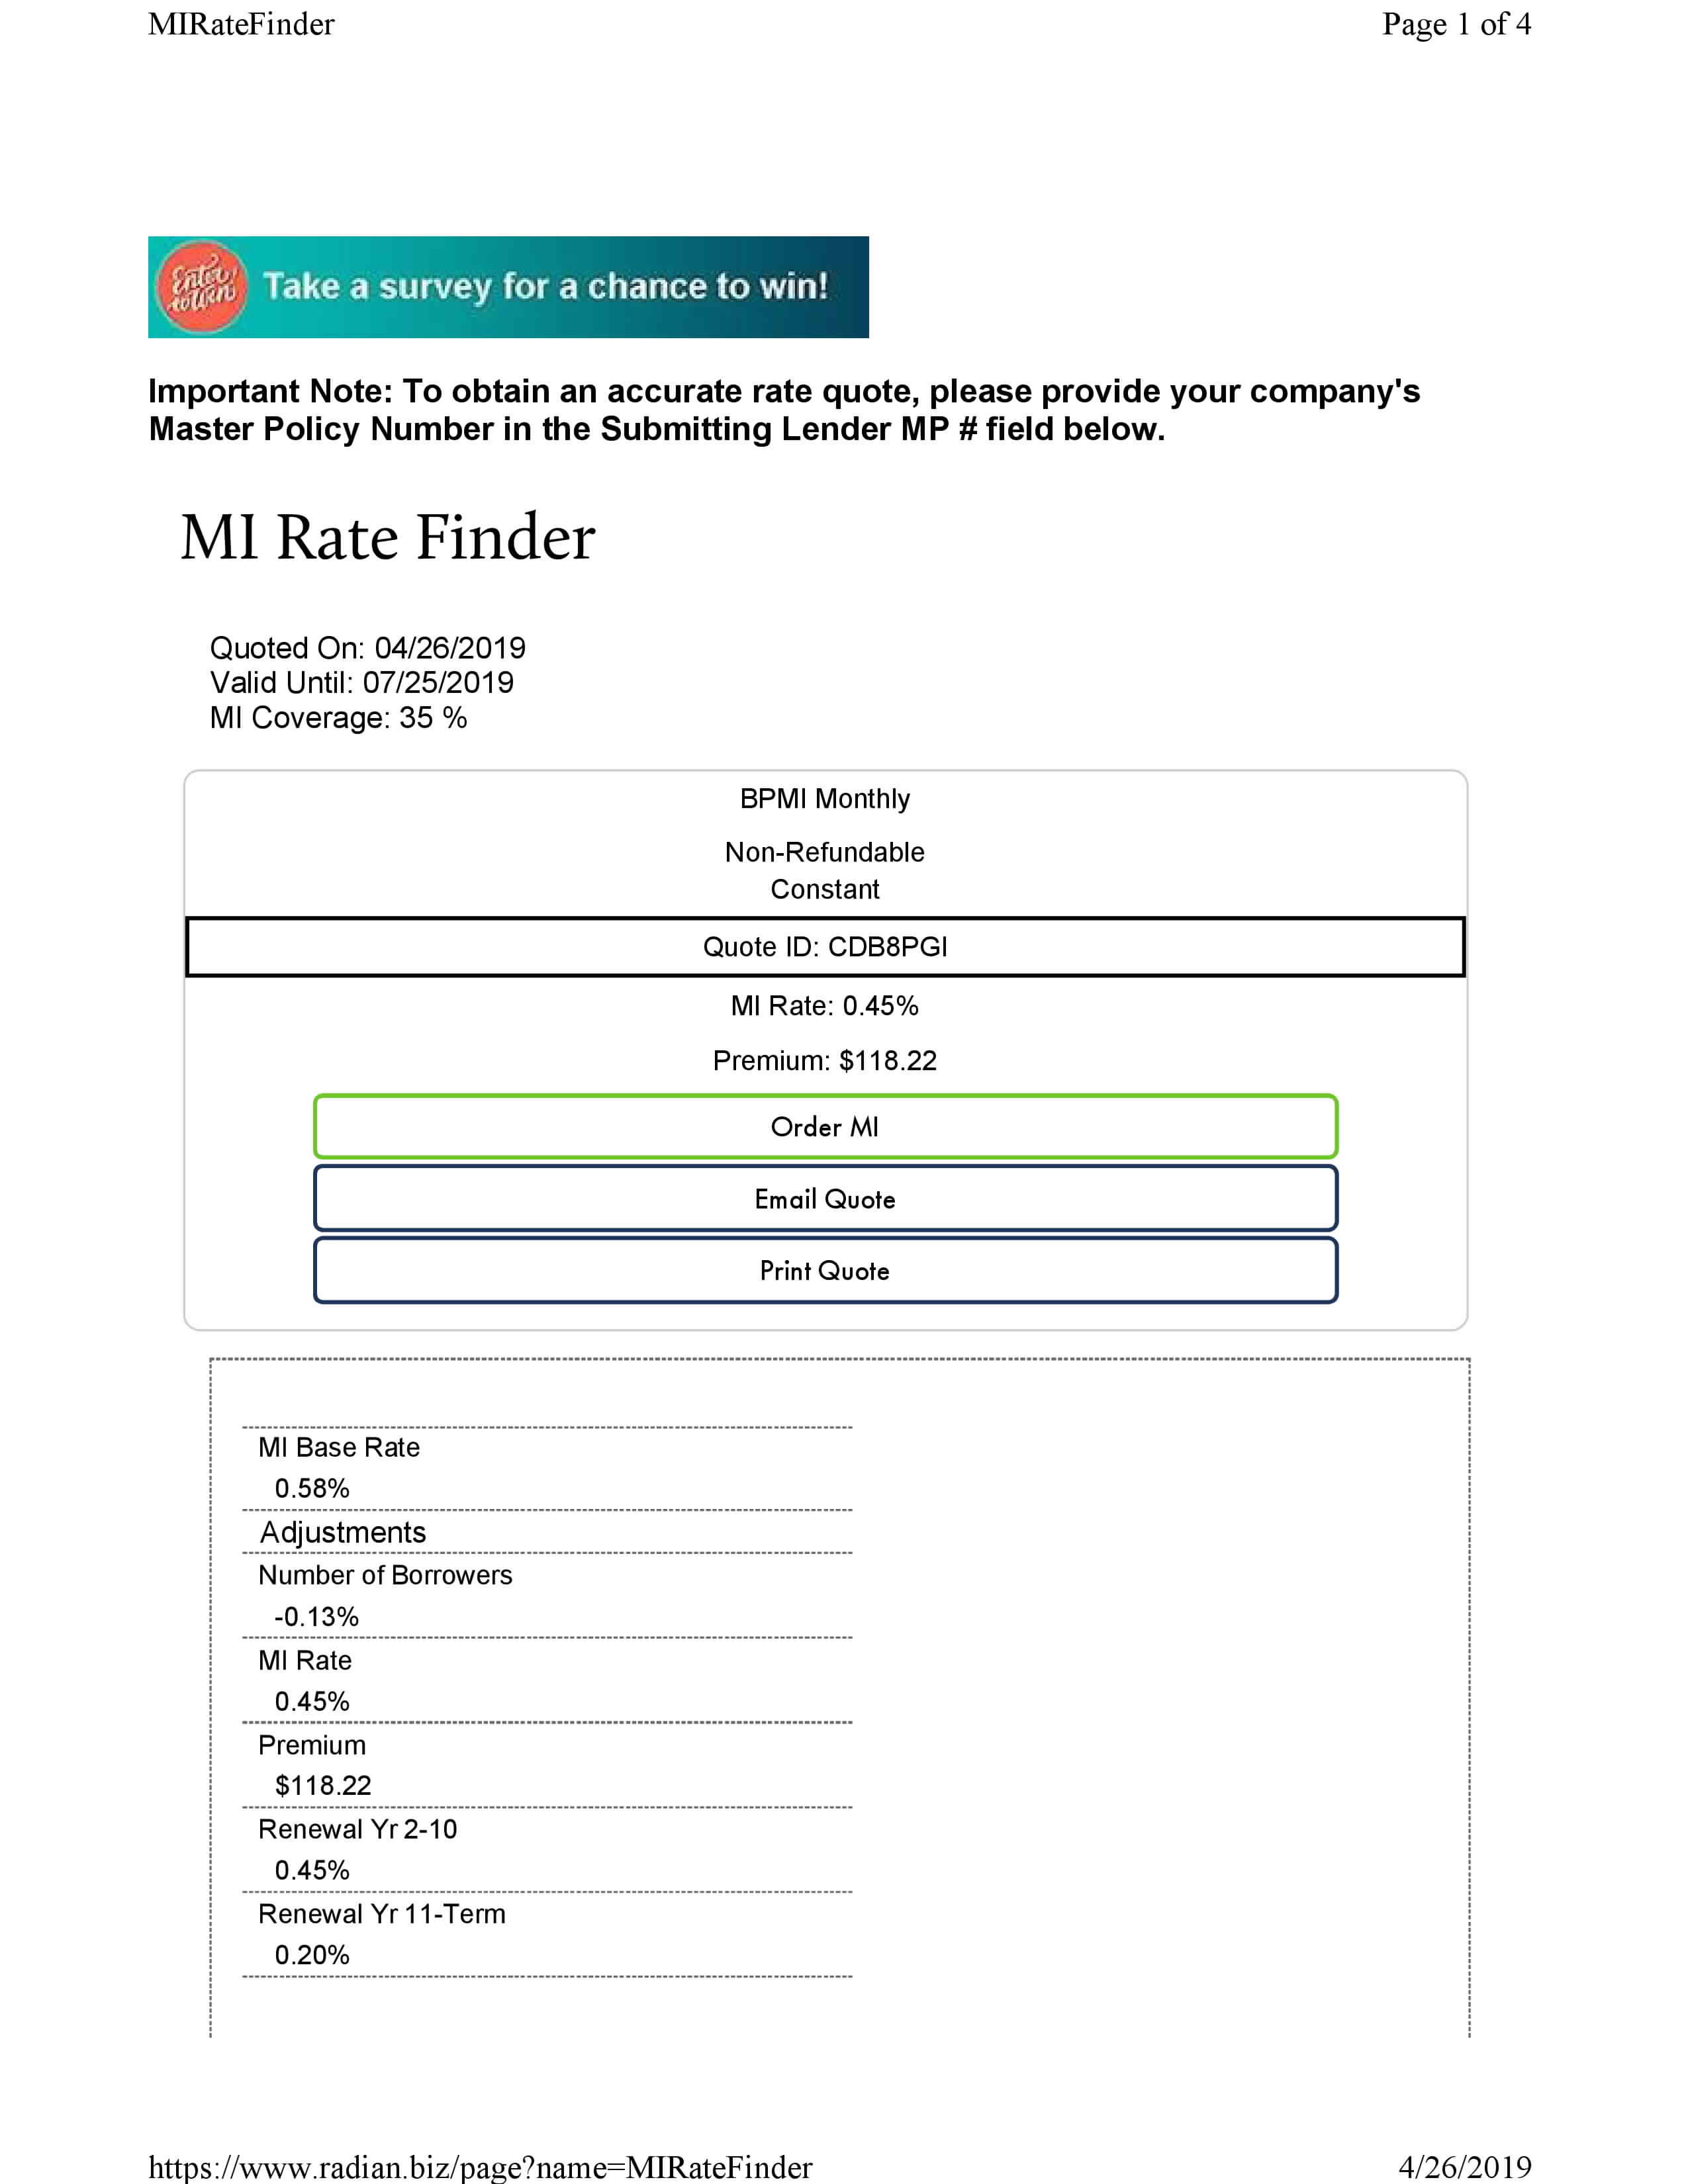 MIRateFinder Page 1 of 4
Enter
to Win
Take a survey for a chance to win!
Important Note: To obtain an accurate rate quote, please provide your company's
Master Policy Number in the Submitting Lender MP # field below.
MI Rate Finder
Quoted On: 04/26/2019
Valid Until: 07/25/2019
MI Coverage: 35 %
BPMI Monthly
Non-Refundable
Constant
Quote ID: CDB8PGI
MI Rate: 0.45%
Premium: $118.22
Order MI
Email Quote
Print Quote
MI Base Rate
0.58%
Adjustments
Number of Borrowers
-0.13%
MI Rate
0.45%
Premium
$118.22
Renewal Yr 2-10
0.45%
Renewal Yr 11-Term
0.20%
https://www.radian.biz/page?name=MIRateFinder 4/26/2019